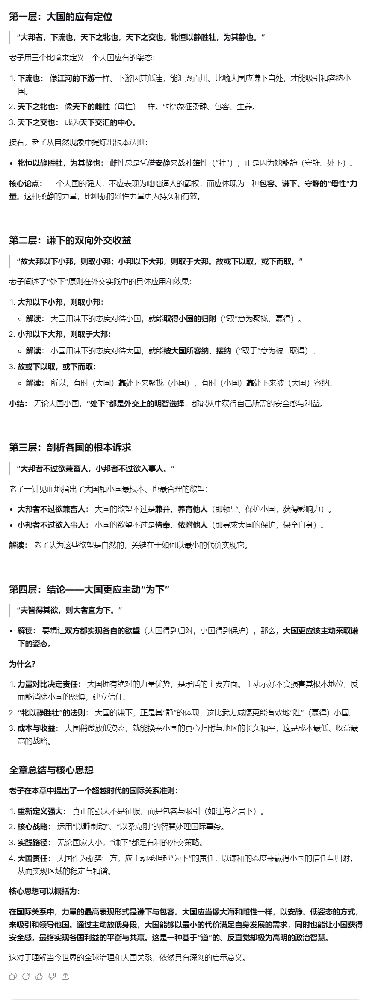 第一层：大国的应有定位
“大邦者，下流也，天下之牝也，天下之交也。牝恒以静胜牡，为其静也。”
老子用三个比喻来定义一个大国应有的姿态：
1. 下流也： 像江河的下游一样。下游因其低洼，能汇聚百川。比喻大国应谦下自处，才能吸引和容纳小
国。
2. 天下之牝也： 像天下的雌性（母性）一样。“牝”象征柔静、包容、生养。
3. 天下之交也： 成为天下交汇的中心。
接着，老子从自然现象中提炼出根本法则：
• 牝恒以静胜牡，为其静也： 雌性总是凭借安静来战胜雄性（“牡”），正是因为她能静（守静、处下）。
核心论点： 一个大国的强大，不应表现为咄咄逼人的霸权，而应体现为一种包容、谦下、守静的“母性”力
量。这种柔静的力量，比刚强的雄性力量更为持久和有效。
第二层：谦下的双向外交收益
“故大邦以下小邦，则取小邦；小邦以下大邦，则取于大邦。故或下以取，或下而取。”
老子阐述了“处下”原则在外交实践中的具体应用和效果：
1. 大邦以下小邦，则取小邦：
◦ 解读： 大国用谦下的态度对待小国，就能取得小国的归附（“取”意为聚拢、赢得）。
2. 小邦以下大邦，则取于大邦：
◦ 解读： 小国用谦下的态度对待大国，就能被大国所容纳、接纳（“取于”意为被...取得）。
3. 故或下以取，或下而取：
◦ 解读： 所以，有时（大国）靠处下来聚拢（小国），有时（小国）靠处下来被（大国）容纳。
小结： 无论大国小国，“处下”都是外交上的明智选择，都能从中获得自己所需的安全感与利益。
第三层：剖析各国的根本诉求
“大邦者不过欲兼畜人，小邦者不过欲入事人。”
老子一针见血地指出了大国和小国最根本、也最合理的欲望：
• 大邦者不过欲兼畜人： 大国的欲望不过是兼并、养育他人（即领导、保护小国，获得影响力）。
• 小邦者不过欲入事人： 小国的欲望不过是侍奉、依附他人（即寻求大国的保护，保全自身）。
解读： 老子认为这些欲望是自然的，关键在于如何以最小的代价实现它。
第四层：结论——大国更应主动“为下”
“夫皆得其欲，则大者宜为下。”
• 解读： 要想让双方都实现各自的欲望（大国得到归附，小国得到保护），那么，大国更应该主动采取谦
下的姿态。
为什么？
1. 力量对比决定责任： 大国拥有绝对的力量优势，是矛盾的主要方面。主动示好不会损害其根本地位，反
而能消除小国的恐惧，建立信任。
2. “牝以静胜牡”的法则： 大国的谦下，正是其“静”的体现，这比武力威慑更能有效地“胜”（赢得）小国。
3. 成本与收益： 大国稍微放低姿态，就能换来小国的真心归附与地区的长久和平，这是成本最低、收益最
高的战略。
全章总结与核心思想
老子在本章中提出了一个超越时代的国际关系准则：
1. 重新定义强大： 真正的强大不是征服，而是包容与吸引（如江海之居下）。
2. 核心战略： 运用“以静制动”、“以柔克刚”的智慧处理国际事务。
3. 实践路径： 无论国家大小，“谦下”都是有利的外交策略。
4. 大国责任： 大国作为强势一方，应主动承担起“为下”的责任，以谦和的态度来赢得小国的信任与归附，
从而实现区域的稳定与和谐。
核心思想可以概括为：
在国际关系中，力量的最高表现形式是谦下与包容。大国应当像大海和雌性一样，以安静、低姿态的方式，
来吸引和领导他国。通过主动放低身段，大国能够以最小的代价满足自身发展的需求，同时也能让小国获得
安全感，最终实现各国利益的平衡与共赢。这是一种基于“道”的、反直觉却极为高明的政治智慧。
这对于理解当今世界的全球治理和大国关系，依然具有深刻的启示意义。